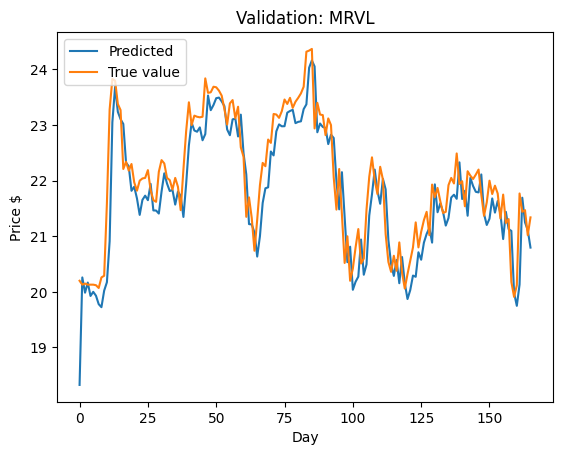 Validation: MRVL
Predicted
True value
Price $
24
23
22
21
20
19
0 25 50 75 100 125 150
Day